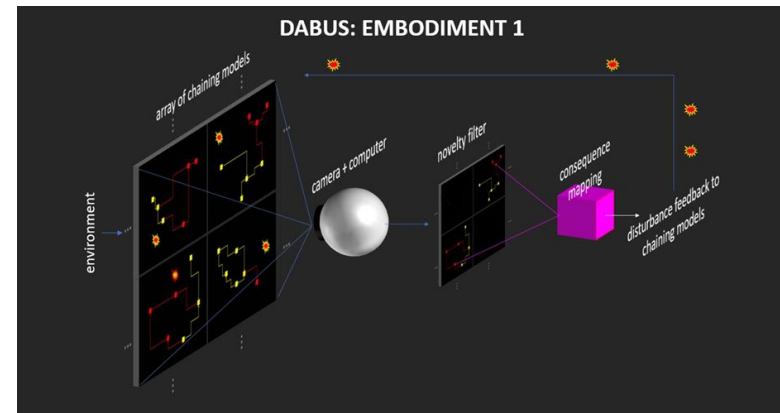 DABUS: EMBODIMENT 1
array of chaining models
environment
camera + computer
novelty filter
consequence
mapping
disturbance feedback to
chaining models